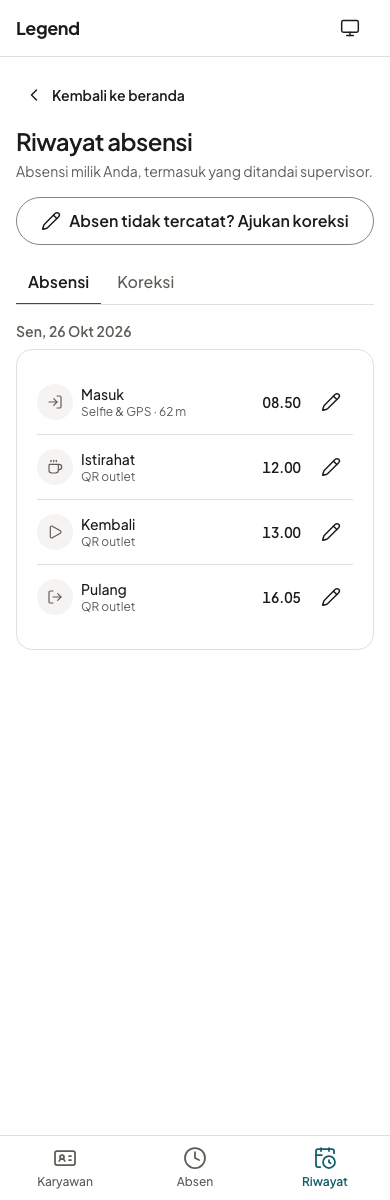 Legend
Kembali ke beranda
Riwayat absensi
Absensi milik Anda, termasuk yang ditandai supervisor.
Absen tidak tercatat? Ajukan koreksi
Absensi
Koreksi
Sen, 26 Okt 2026
Masuk
Selfie & GPS · 62 m
08.50
Istirahat
QR outlet
12.00
Kembali
QR outlet
13.00
Pulang
QR outlet
16.05
Karyawan
Absen
Riwayat